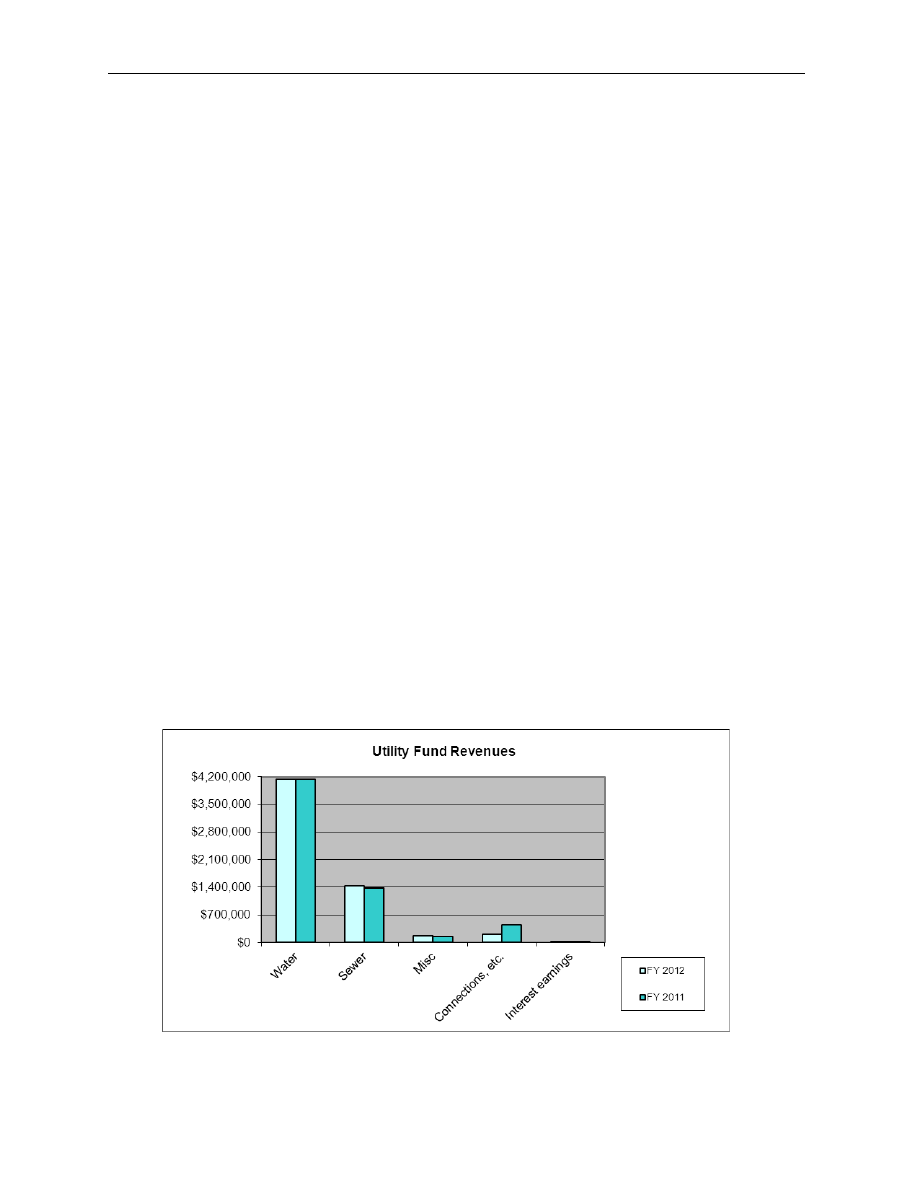 Utility Fund Revenues
$4,200,000
$3,500,000
$2,800,000
$2,100,000
$1,400,000
$700,000
$0
Water
Sewer
Misc
Connections, etc.
Interest earnings
FY 2012
FY 2011